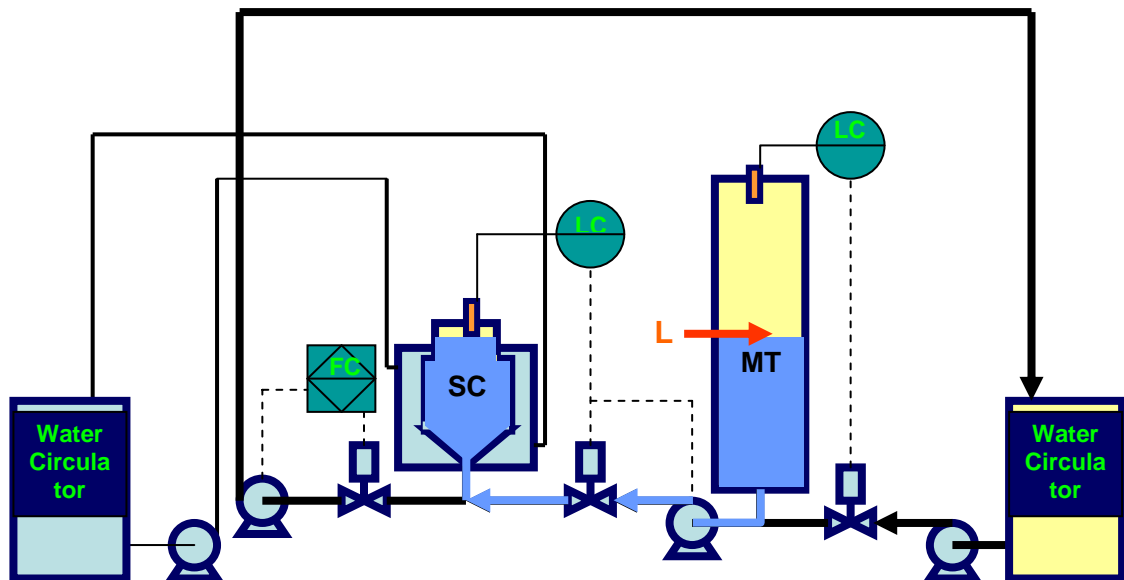 LC
LC
L
FC
MT
SC
Water
Circula
tor
Water
Circula
tor